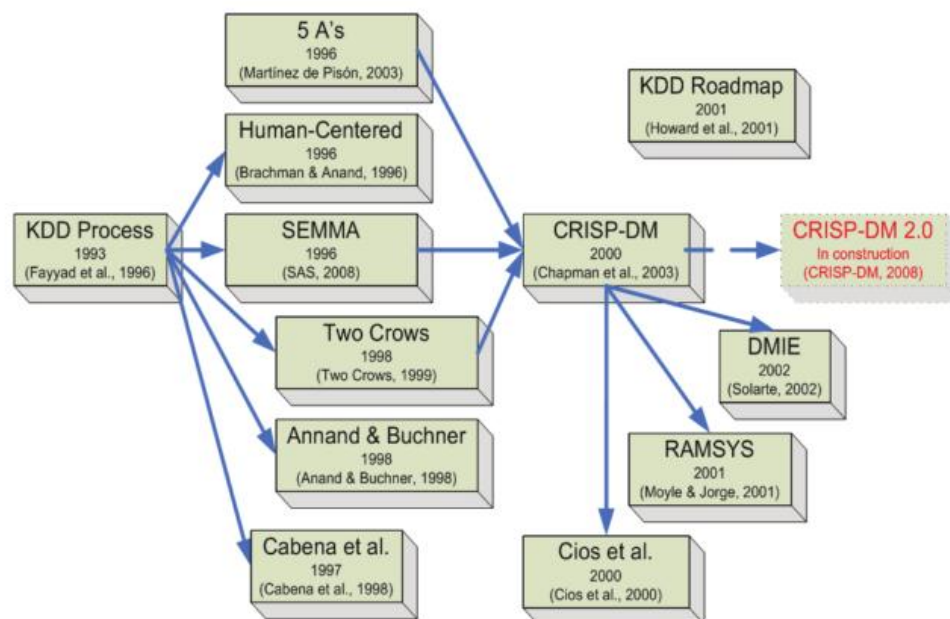 5 A's
1996
(Martínez de Pisón, 2003)
KDD Roadmap
2001
(Howard et al., 2001)
Human-Centered
1996
(Brachman & Anand, 1996)
KDD Process
1993
(Fayyad et al., 1996)
SEMMA
1996
(SAS, 2008)
CRISP-DM
2000
(Chapman et al., 2003)
CRISP-DM 2.0
In construction
(CRISP-DM, 2008)
Two Crows
1998
(Two Crows, 1999)
DMIE
2002
(Solarte, 2002)
Annand & Buchner
1998
(Anand & Buchner, 1998)
RAMSYS
2001
(Moyle & Jorge, 2001)
Cabena et al.
1997
(Cabena et al., 1998)
Cios et al.
2000
(Cios et al., 2000)